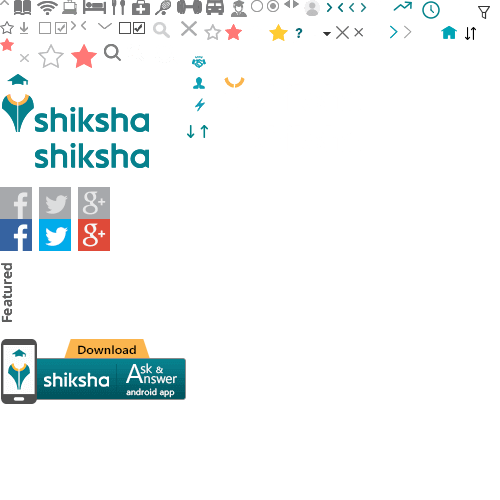 ?
shiksha
shiksha
f
f
g+
g+
Featured
Download
shiksha
Ask &
Answer
android app